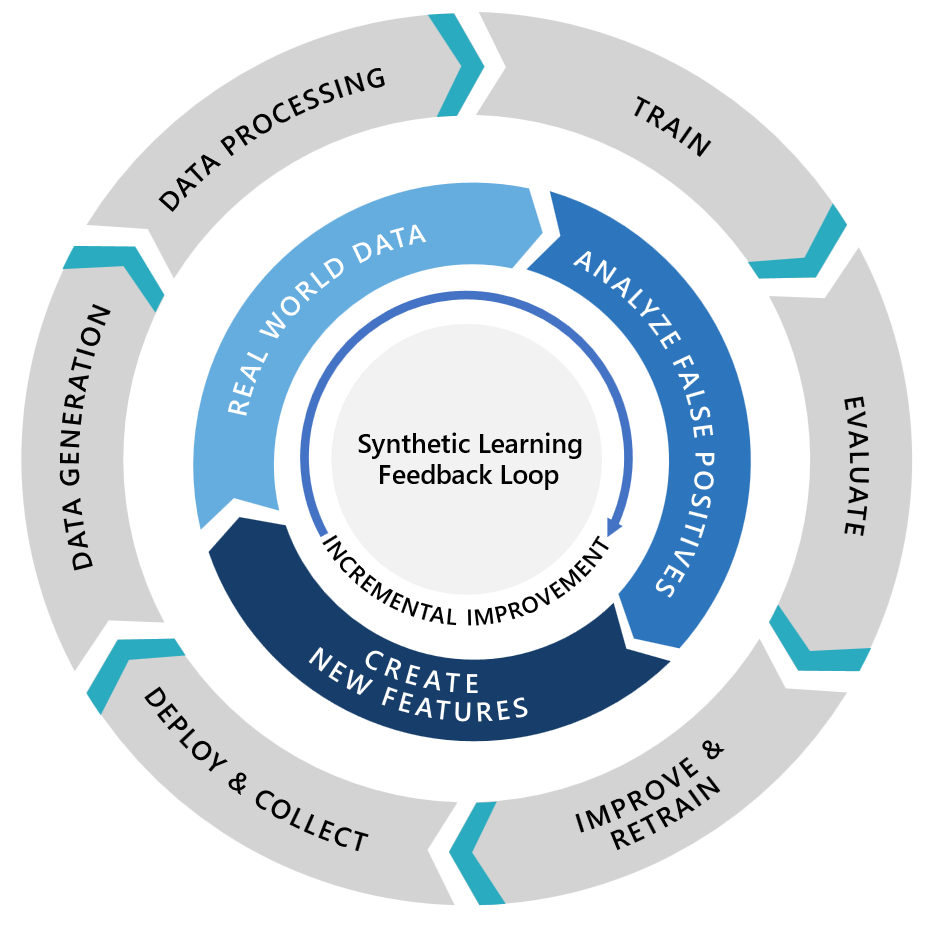 DATA PROCESSING
TRAIN
EVALUATE
IMPROVE &
RETRAIN
DEPLOY & COLLECT
DATA GENERATION
REAL WORLD DATA
ANALYZE FALSE POSITIVES
CREATE
NEW FEATURES
Synthetic Learning
Feedback Loop
INCREMENTAL IMPROVEMENT